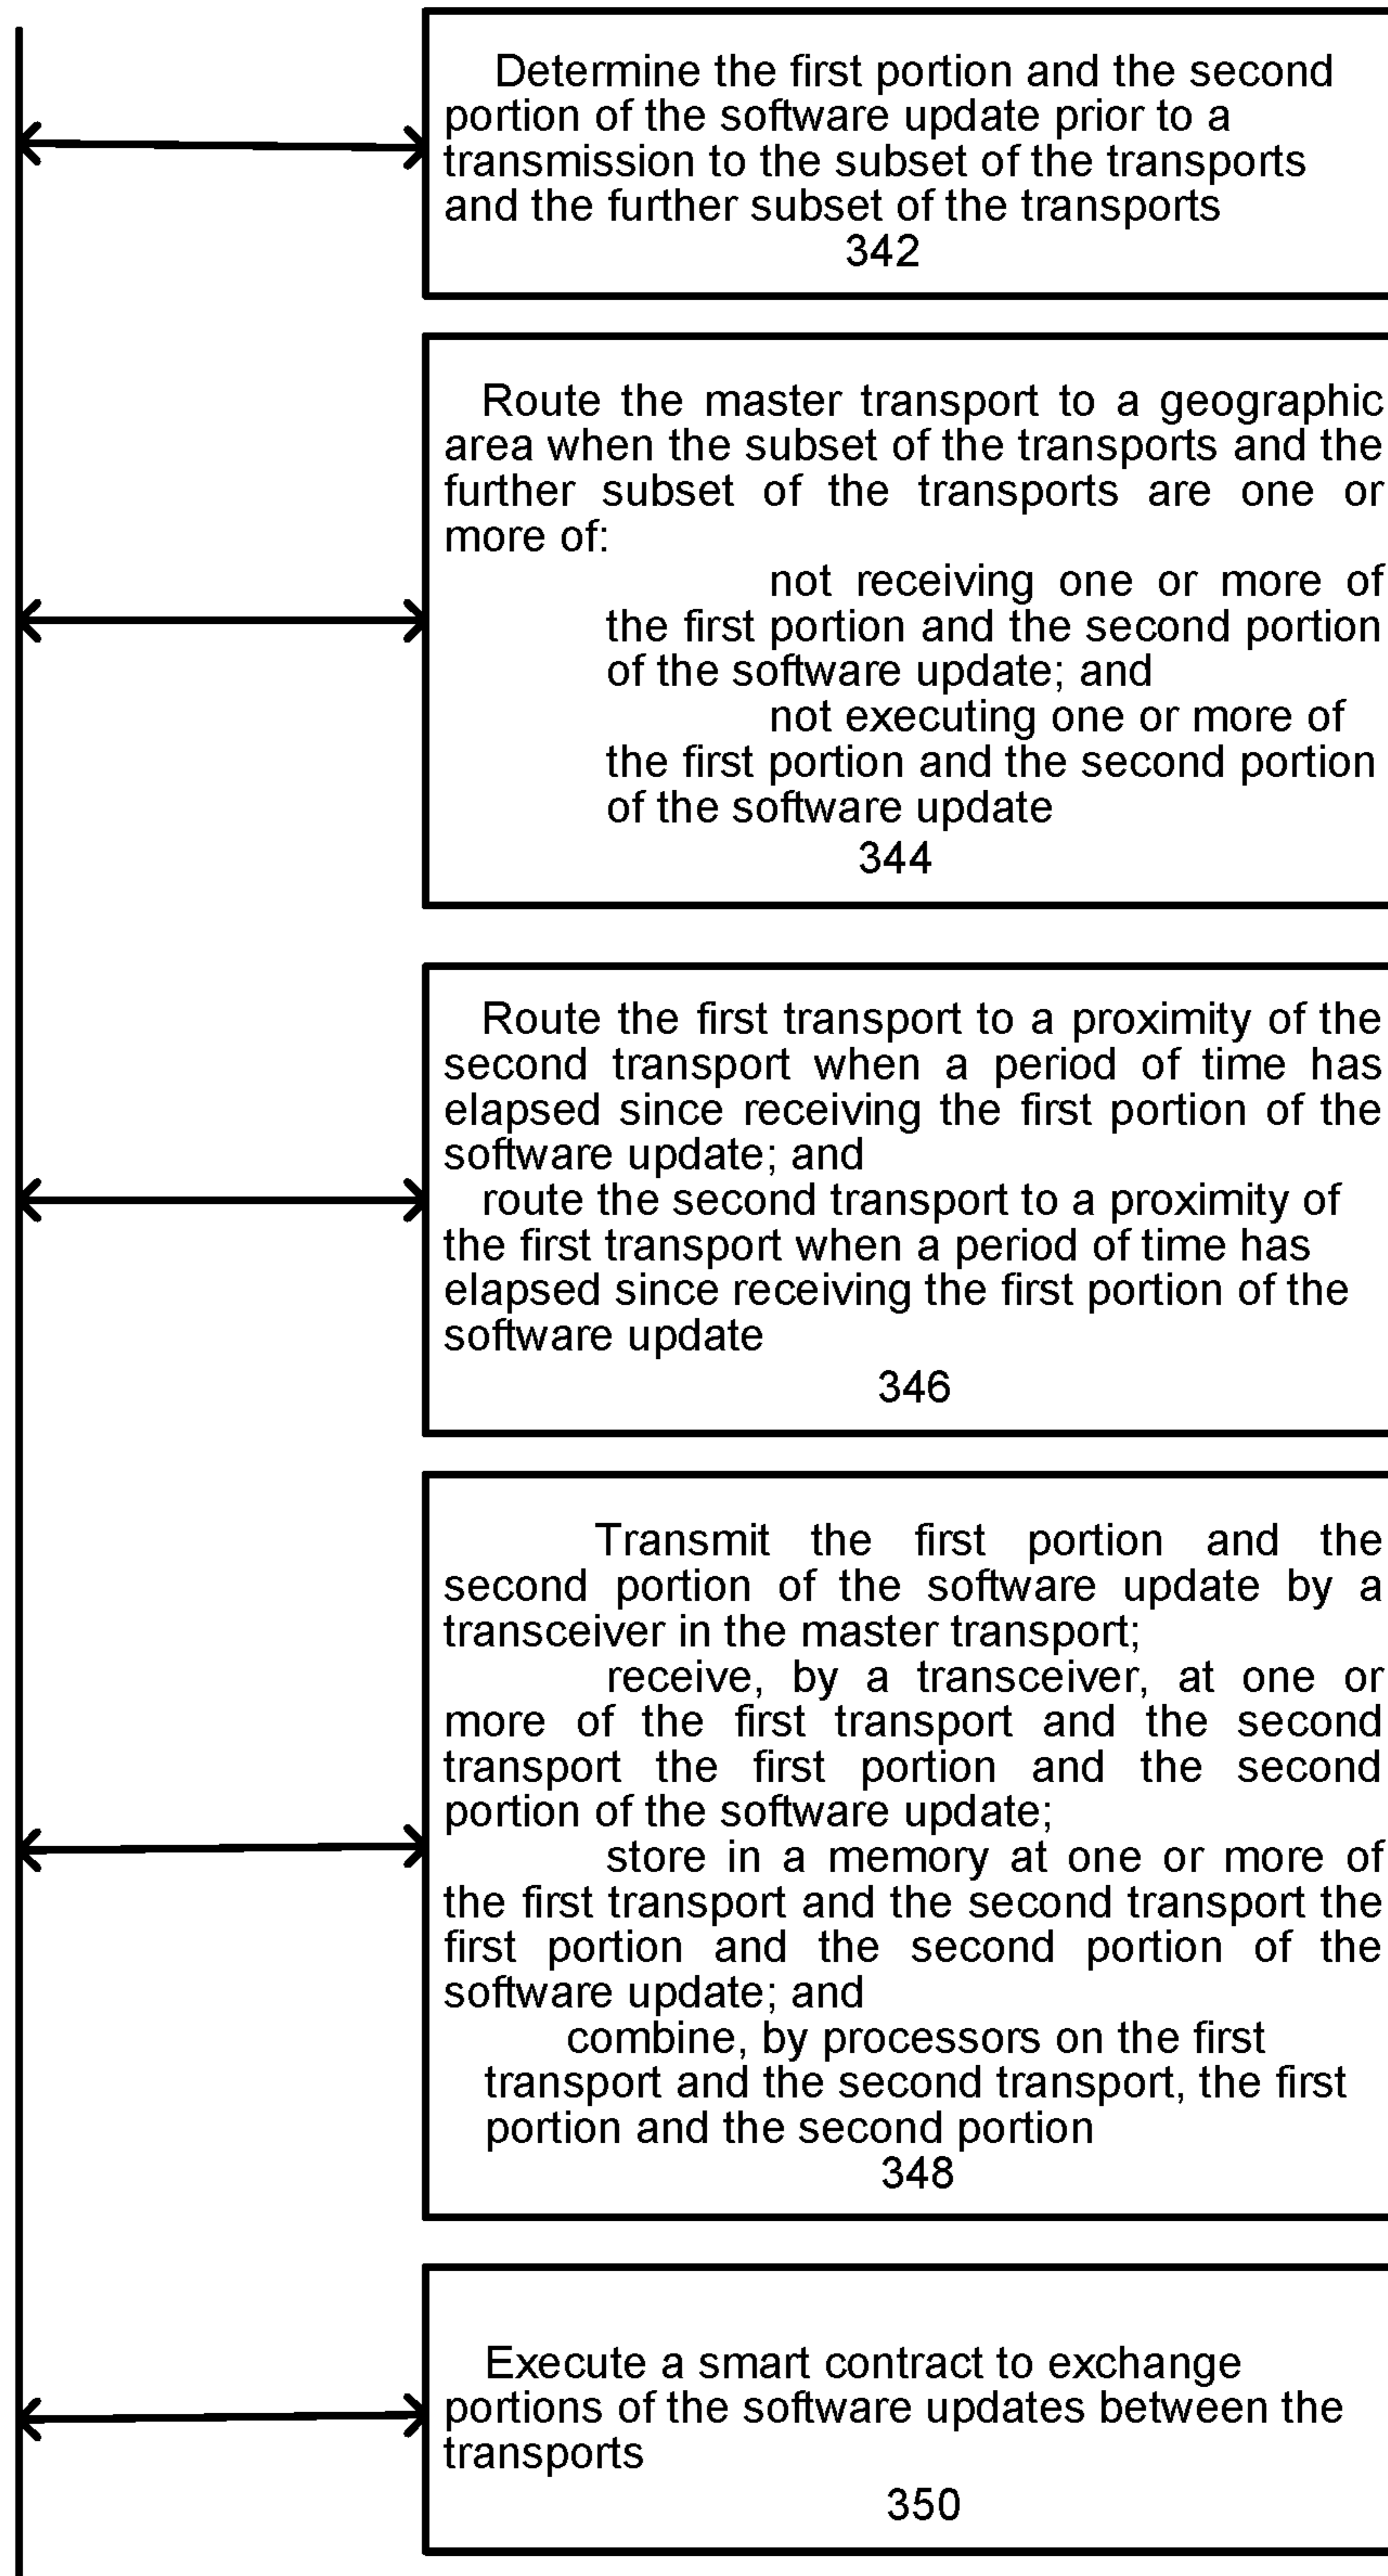 Determine the first portion and the second
portion of the software update prior to a
transmission to the subset of the transports
and the further subset of the transports
342
Route the master transport to a geographic
area when the subset of the transports and the
further subset of the transports are one or
more of:
not receiving one or more of
the first portion and the second portion
of the software update; and
not executing one or more of
the first portion and the second portion
of the software update
344
Route the first transport to a proximity of the
second transport when a period of time has
elapsed since receiving the first portion of the
software update; and
route the second transport to a proximity of
the first transport when a period of time has
elapsed since receiving the first portion of the
software update
346
Transmit the first portion and the
second portion of the software update by a
transceiver in the master transport;
receive, by a transceiver, at one or
more of the first transport and the second
transport the first portion and the second
portion of the software update;
store in a memory at one or more of
the first transport and the second transport the
first portion and the second portion of the
software update; and
combine, by processors on the first
transport and the second transport, the first
portion and the second portion
348
Execute a smart contract to exchange
portions of the software updates between the
transports
350